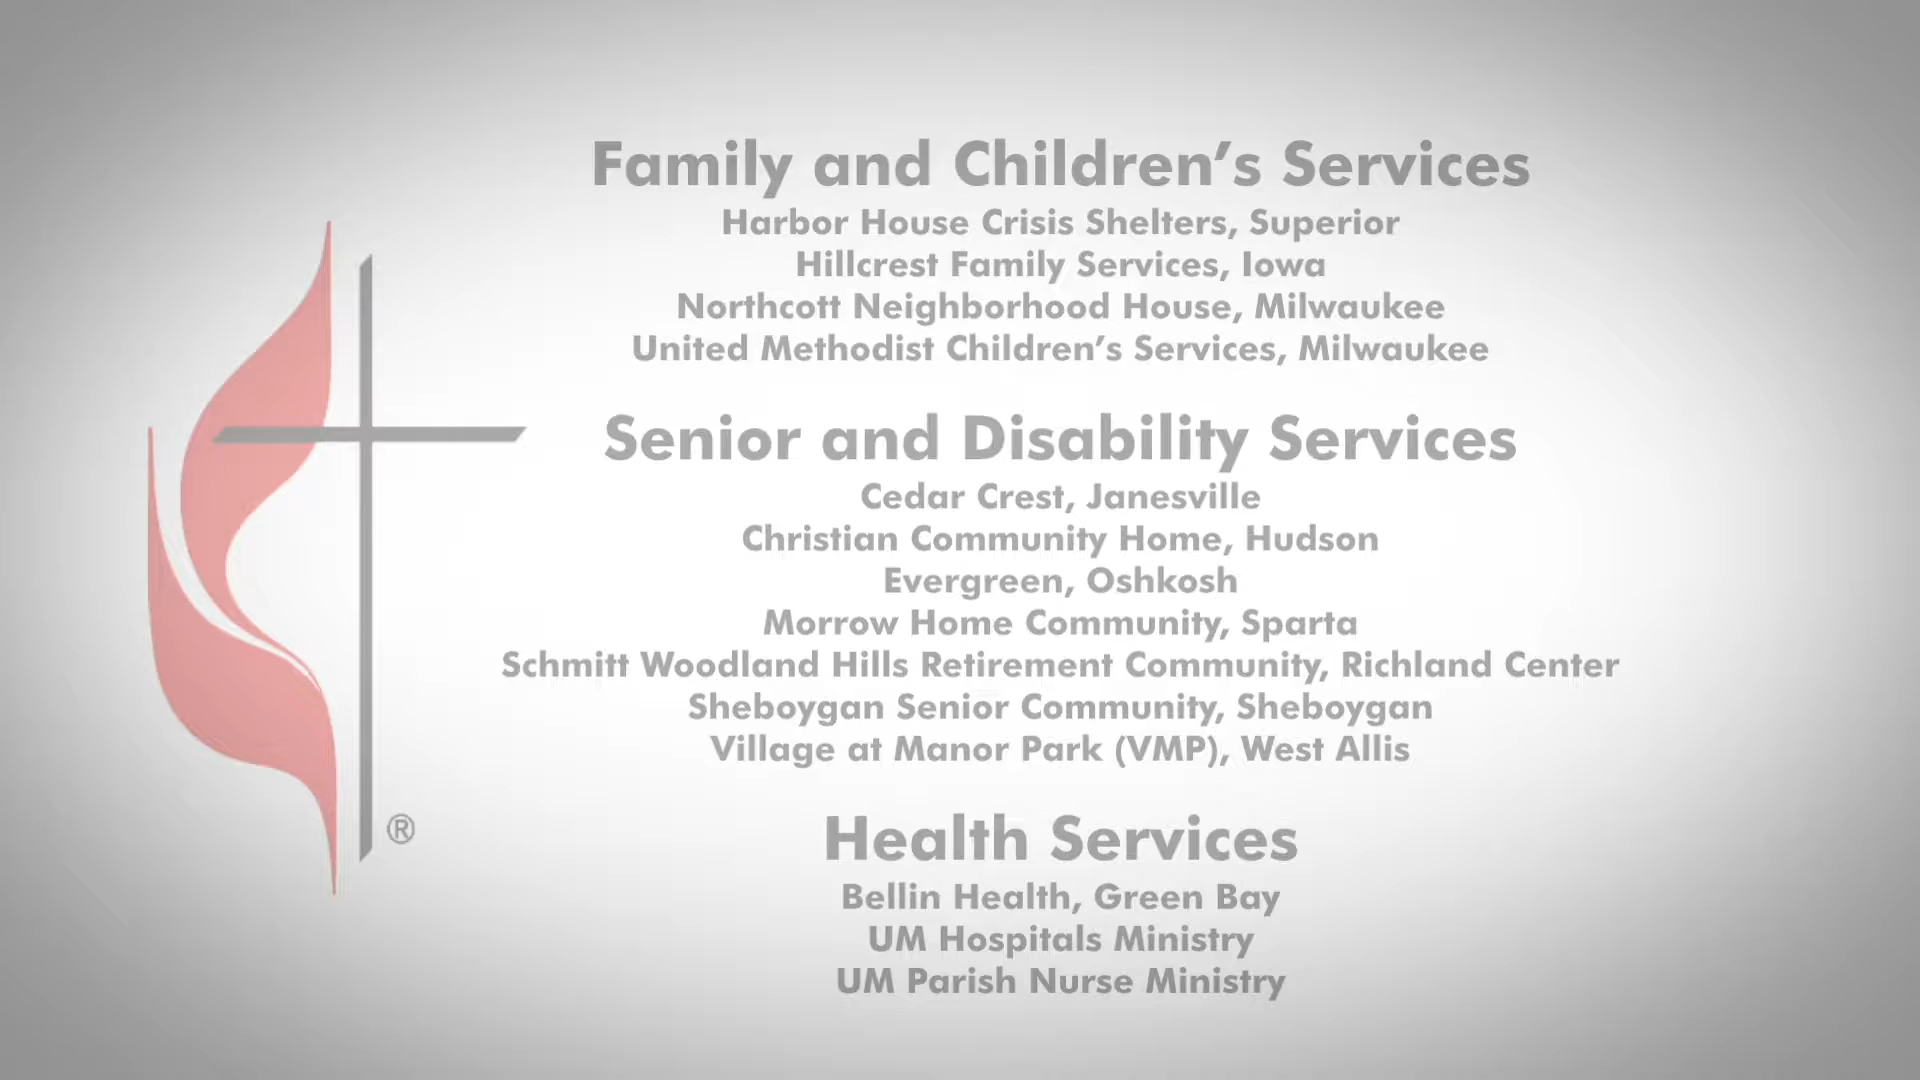 Family and Children’s Services
Harbor House Crisis Shelters, Superior
Hillcrest Family Services, Iowa
Northcott Neighborhood House, Milwaukee
United Methodist Children’s Services, Milwaukee
Senior and Disability Services
Cedar Crest, Janesville
Christian Community Home, Hudson
Evergreen, Oshkosh
Morrow Home Community, Sparta
Schmitt Woodland Hills Retirement Community, Richland Center
Sheboygan Senior Community, Sheboygan
Village at Manor Park (VMP), West Allis
®
Health Services
Bellin Health, Green Bay
UM Hospitals Ministry
UM Parish Nurse Ministry